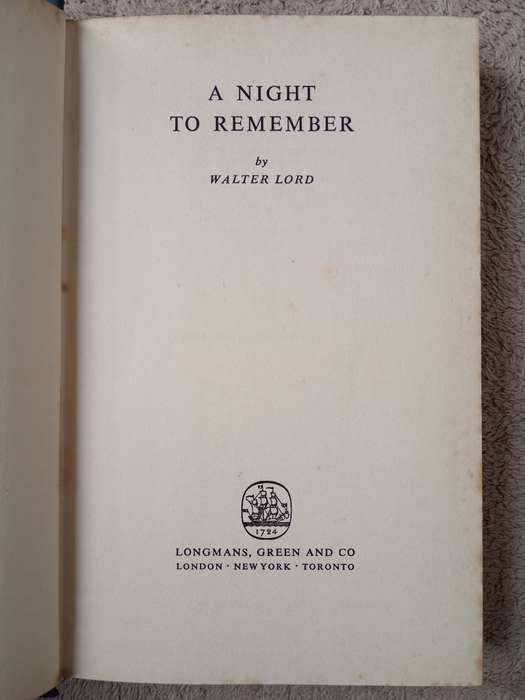 A NIGHT
TO REMEMBER
by
WALTER LORD
1724
LONGMANS, GREEN AND CO
LONDON · NEW YORK · TORONTO